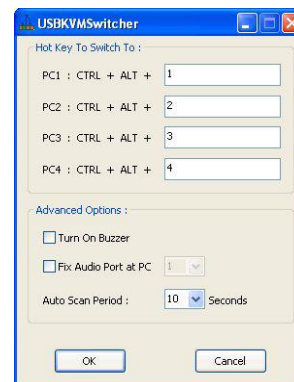 USBKVMSwitcher
Hot Key To Switch To :
PC1 : CTRL + ALT + 1
PC2 : CTRL + ALT + 2
PC3 : CTRL + ALT + 3
PC4 : CTRL + ALT + 4
Advanced Options :
Turn On Buzzer
Fix Audio Port at PC 1
Auto Scan Period : 10 Seconds
OK Cancel